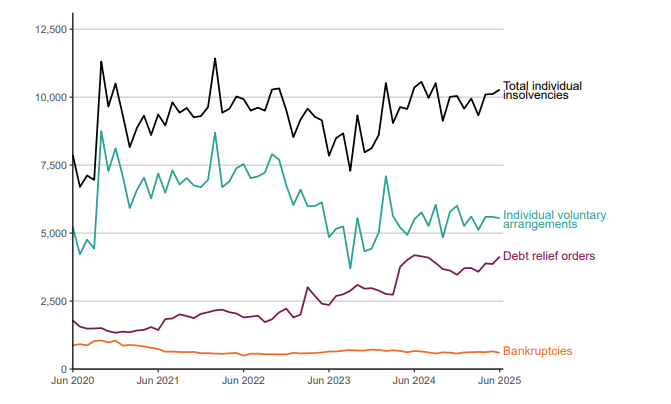 12,500
10,000
7,500
5,000
2,500
0
Total individual
insolvencies
Individual voluntary
arrangements
Debt relief orders
Bankruptcies
Jun 2020 Jun 2021 Jun 2022 Jun 2023 Jun 2024 Jun 2025